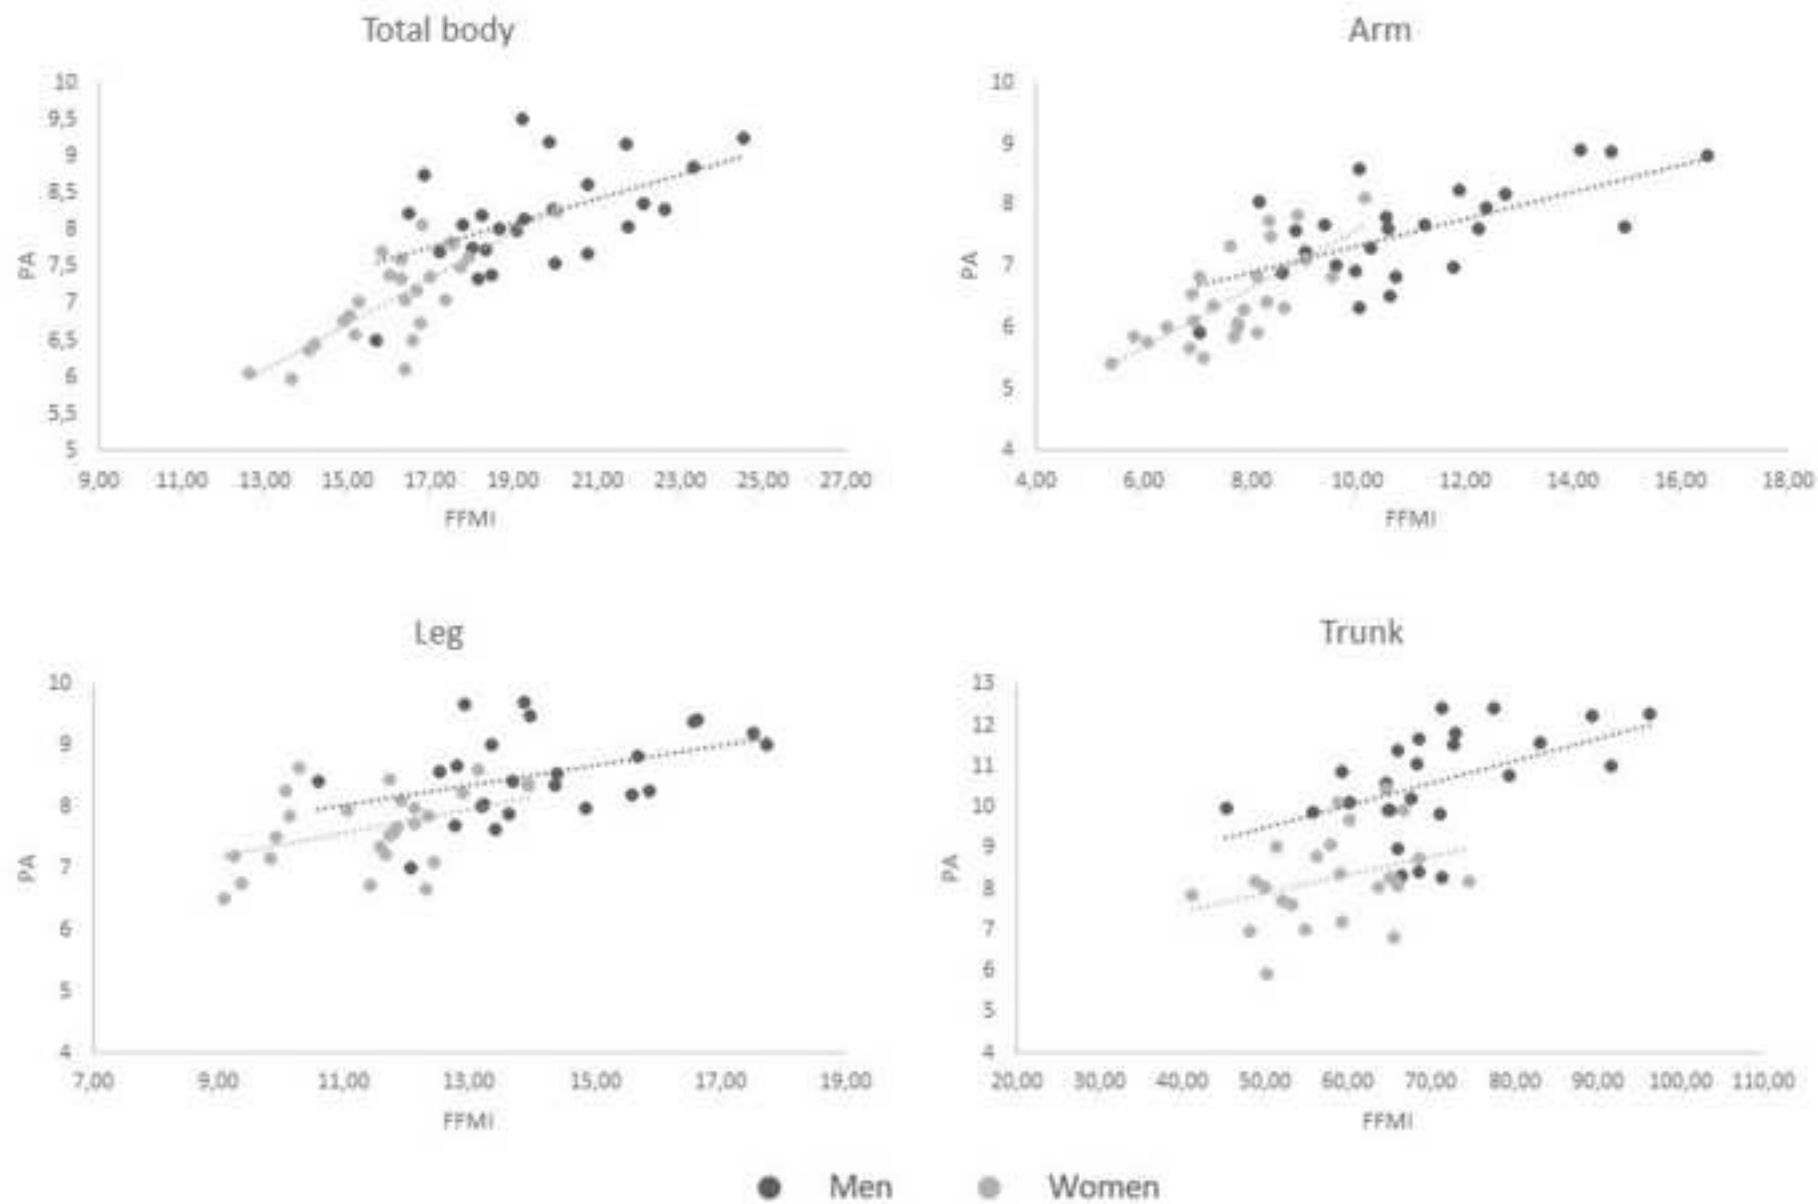 Total body
10
9,5
9
8,5
8
7,5
7
6,5
6
5,5
5
PA
9,00 11,00 13,00 15,00 17,00 19,00 21,00 23,00 25,00 27,00
FFMI
Arm
10
9
8
7
6
5
4
PA
4,00 6,00 8,00 10,00 12,00 14,00 16,00 18,00
FFMI
Leg
10
9
8
7
6
5
4
PA
7,00 9,00 11,00 13,00 15,00 17,00 19,00
FFMI
Trunk
13
12
11
10
9
8
7
6
5
4
PA
20,00 30,00 40,00 50,00 60,00 70,00 80,00 90,00 100,00 110,00
FFMI
Men Women